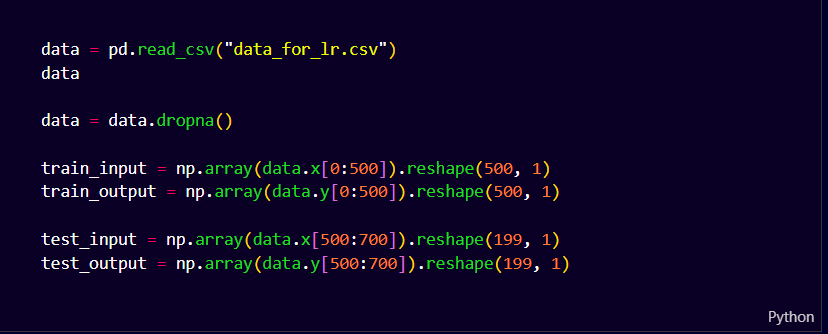 data = pd.read_csv("data_for_lr.csv")
data
data = data.dropna()
train_input = np.array(data.x[0:500]).reshape(500, 1)
train_output = np.array(data.y[0:500]).reshape(500, 1)
test_input = np.array(data.x[500:700]).reshape(199, 1)
test_output = np.array(data.y[500:700]).reshape(199, 1)
Python